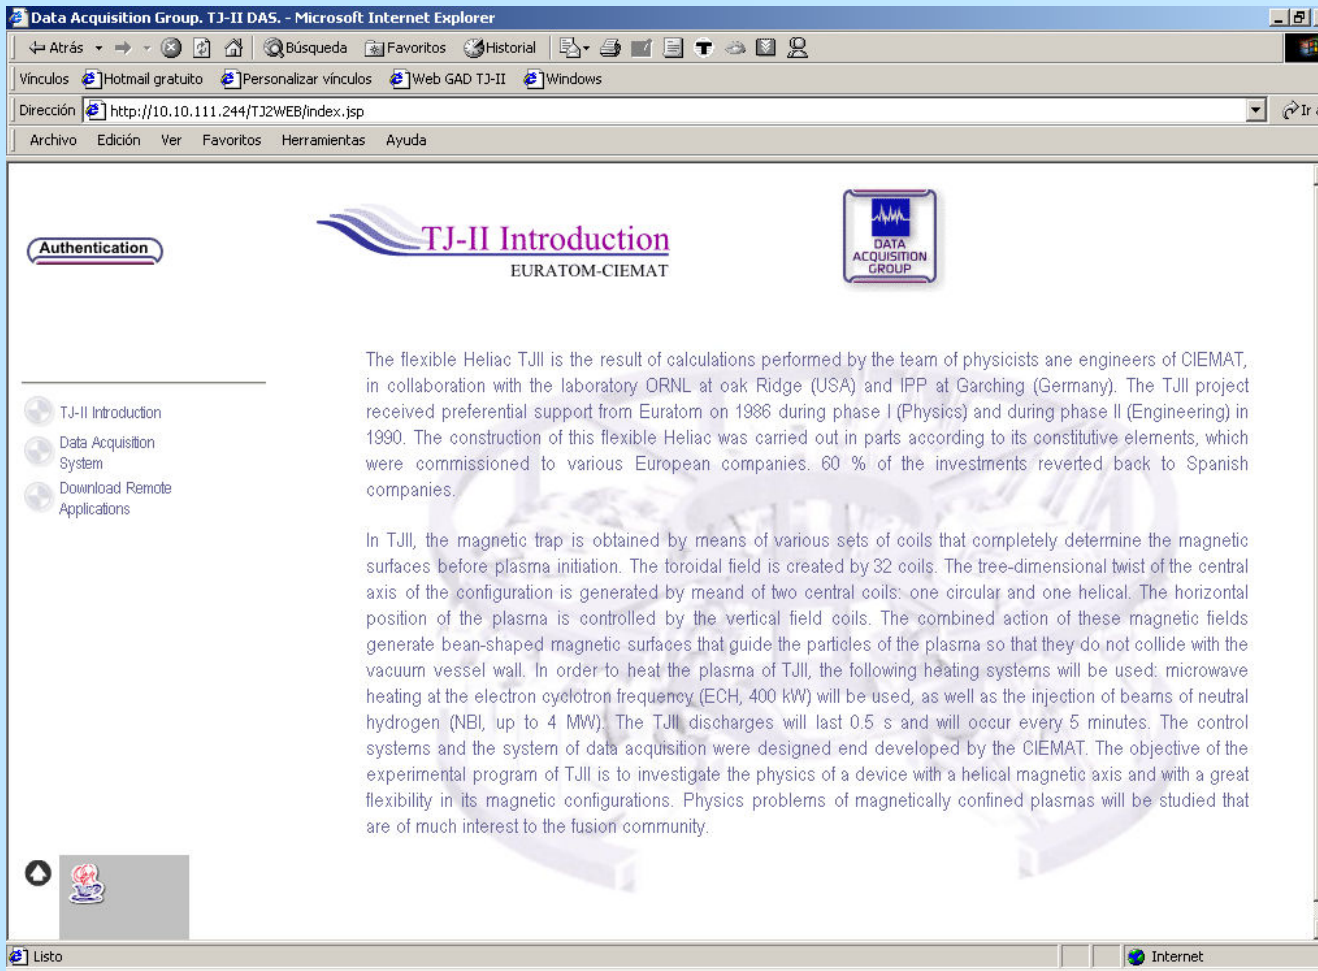 Data Acquisition Group. TJ-II DAS. - Microsoft Internet Explorer
Atrás Búsqueda Favoritos Historial
Vínculos Hotmail gratuito Personalizar vínculos Web GAD TJ-II Windows
Dirección http://10.10.111.244/TJ2WEB/index.jsp Ir
Archivo Edición Ver Favoritos Herramientas Ayuda
Authentication
TJ-II Introduction
EURATOM-CIEMAT
DATA
ACQUISITION
GROUP
TJ-II Introduction
Data Acquisition
System
Download Remote
Applications
The flexible Heliac TJII is the result of calculations performed by the team of physicists ane engineers of CIEMAT,
in collaboration with the laboratory ORNL at oak Ridge (USA) and IPP at Garching (Germany). The TJII project
received preferential support from Euratom on 1986 during phase I (Physics) and during phase II (Engineering) in
1990. The construction of this flexible Heliac was carried out in parts according to its constitutive elements, which
were commissioned to various European companies. 60 % of the investments reverted back to Spanish
companies.
In TJII, the magnetic trap is obtained by means of various sets of coils that completely determine the magnetic
surfaces before plasma initiation. The toroidal field is created by 32 coils. The tree-dimensional twist of the central
axis of the configuration is generated by meand of two central coils: one circular and one helical. The horizontal
position of the plasma is controlled by the vertical field coils. The combined action of these magnetic fields
generate bean-shaped magnetic surfaces that guide the particles of the plasma so that they do not collide with the
vacuum vessel wall. In order to heat the plasma of TJII, the following heating systems will be used: microwave
heating at the electron cyclotron frequency (ECH, 400 kW) will be used, as well as the injection of beams of neutral
hydrogen (NBI, up to 4 MW). The TJII discharges will last 0.5 s and will occur every 5 minutes. The control
systems and the system of data acquisition were designed end developed by the CIEMAT. The objective of the
experimental program of TJII is to investigate the physics of a device with a helical magnetic axis and with a great
flexibility in its magnetic configurations. Physics problems of magnetically confined plasmas will be studied that
are of much interest to the fusion community.
Listo Internet